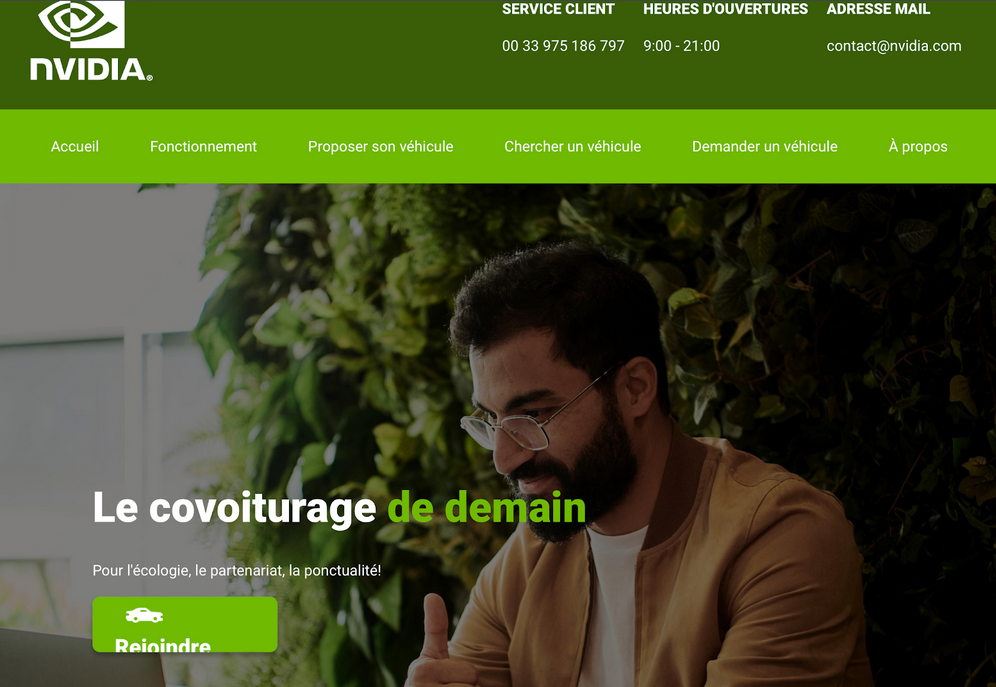 SERVICE CLIENT HEURES D'OUVERTURES ADRESSE MAIL
00 33 975 186 797 9:00 - 21:00 contact@nvidia.com
NVIDIA®
Accueil Fonctionnement Proposer son véhicule Chercher un véhicule Demander un véhicule À propos
Le covoiturage de demain
Pour l'écologie, le partenariat, la ponctualité!
Rejoindre